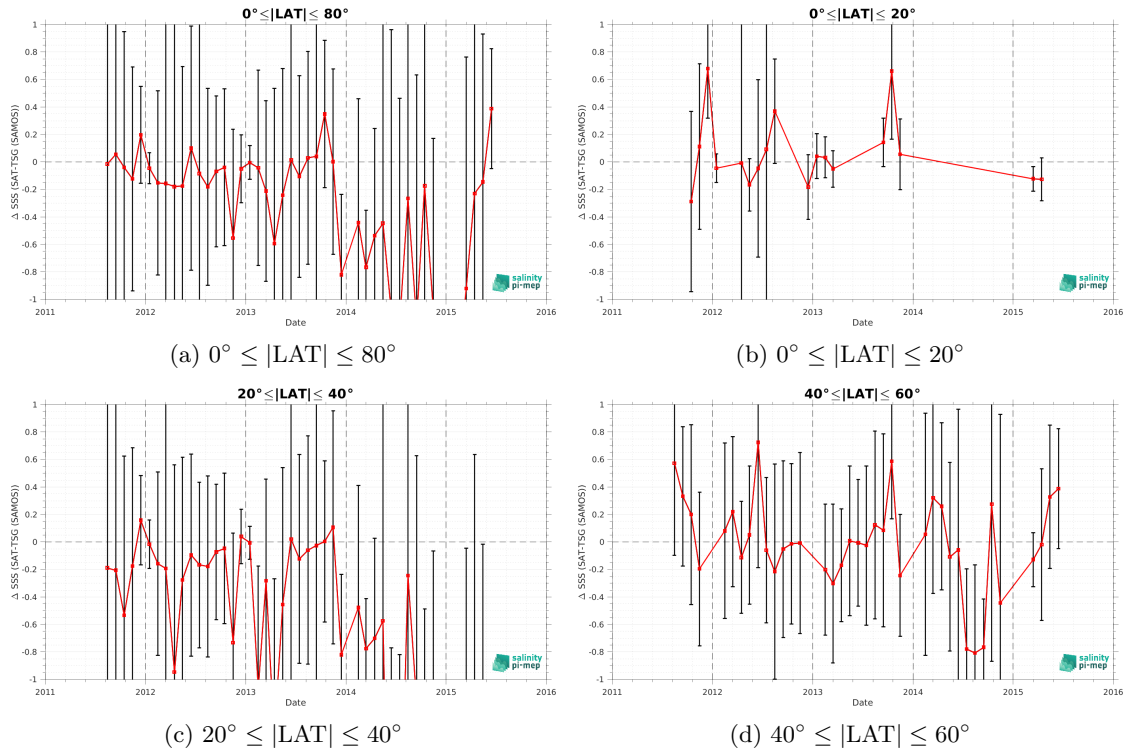 0°≤|LAT|≤ 80°
1
0.8
0.6
0.4
0.2
0
-0.2
-0.4
-0.6
-0.8
-1
Δ SSS (SAT-TSG (SAMOS))
2011 2012 2013 2014 2015 2016
Date
salinity
pi-mep
(a) 0° ≤ |LAT| ≤ 80°
0°≤|LAT|≤ 20°
1
0.8
0.6
0.4
0.2
0
-0.2
-0.4
-0.6
-0.8
-1
Δ SSS (SAT-TSG (SAMOS))
2011 2012 2013 2014 2015 2016
Date
salinity
pi-mep
(b) 0° ≤ |LAT| ≤ 20°
20°≤|LAT|≤ 40°
1
0.8
0.6
0.4
0.2
0
-0.2
-0.4
-0.6
-0.8
-1
Δ SSS (SAT-TSG (SAMOS))
2011 2012 2013 2014 2015 2016
Date
salinity
pi-mep
(c) 20° ≤ |LAT| ≤ 40°
40°≤|LAT|≤ 60°
1
0.8
0.6
0.4
0.2
0
-0.2
-0.4
-0.6
-0.8
-1
Δ SSS (SAT-TSG (SAMOS))
2011 2012 2013 2014 2015 2016
Date
salinity
pi-mep
(d) 40° ≤ |LAT| ≤ 60°